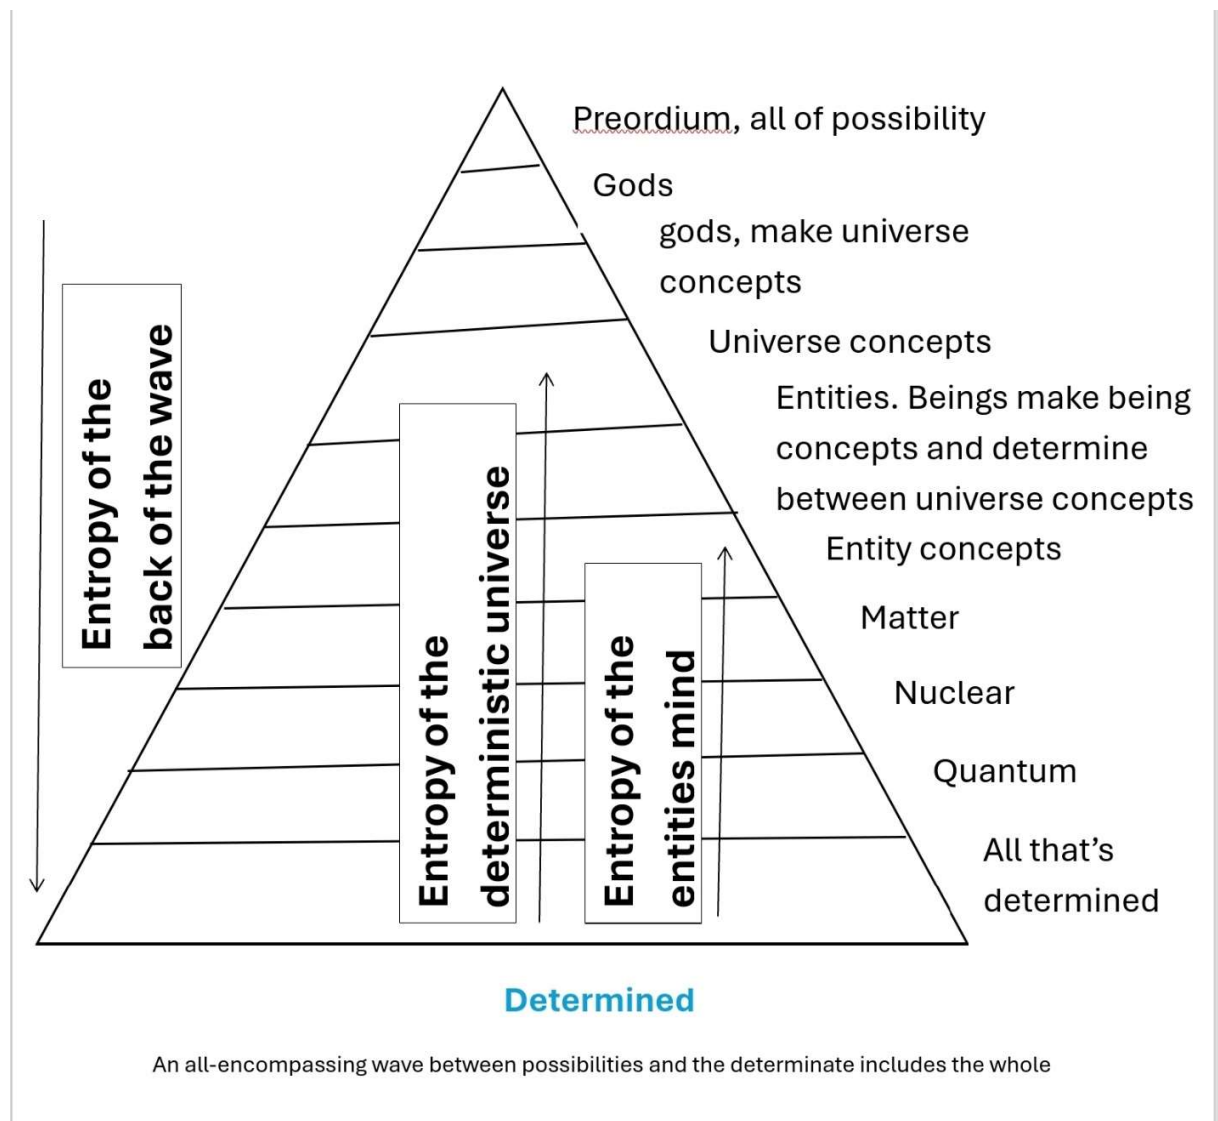 Preordium, all of possibility
Gods
gods, make universe
concepts
Universe concepts
Entities. Beings make being
concepts and determine
between universe concepts
Entity concepts
Matter
Nuclear
Quantum
All that’s
determined
Entropy of the
back of the wave
Entropy of the
deterministic universe
Entropy of the
entities mind
Determined
An all-encompassing wave between possibilities and the determinate includes the whole